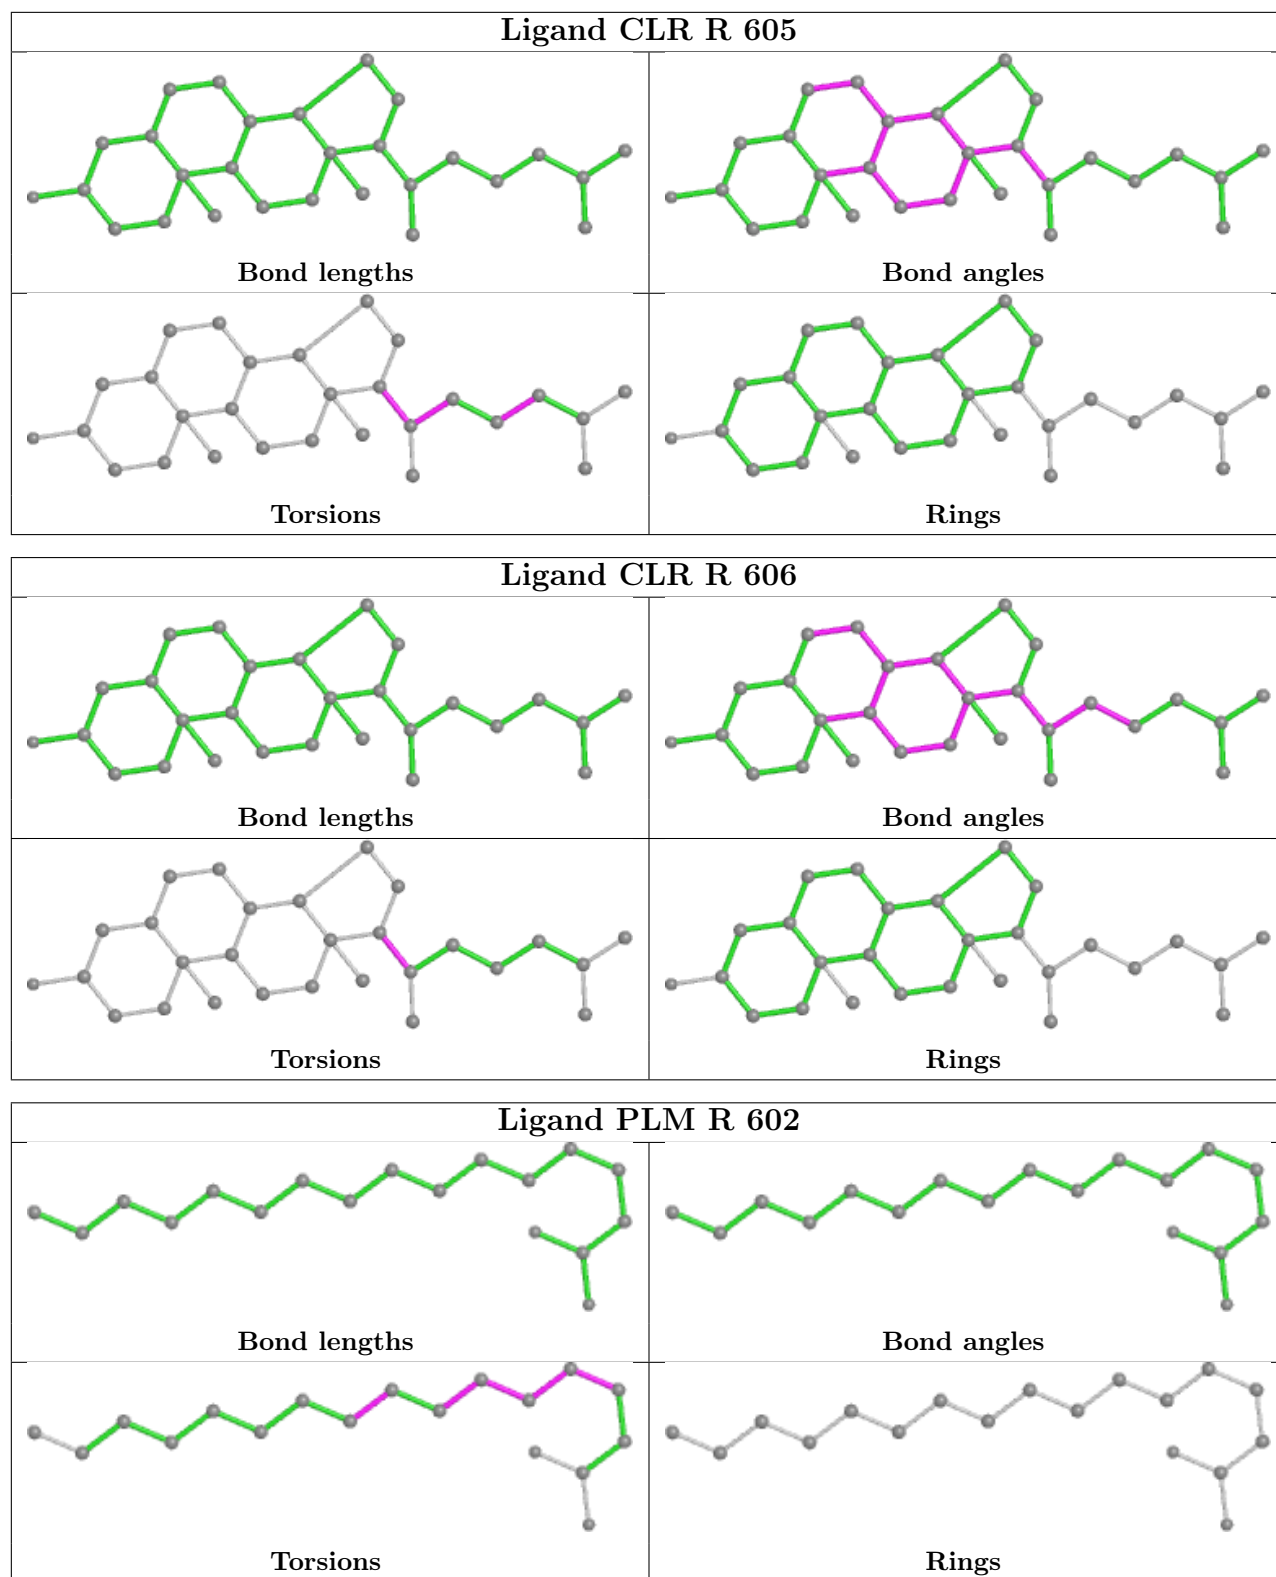 Ligand CLR R 605
Bond lengths
Bond angles
Torsions
Rings
Ligand CLR R 606
Bond lengths
Bond angles
Torsions
Rings
Ligand PLM R 602
Bond lengths
Bond angles
Torsions
Rings